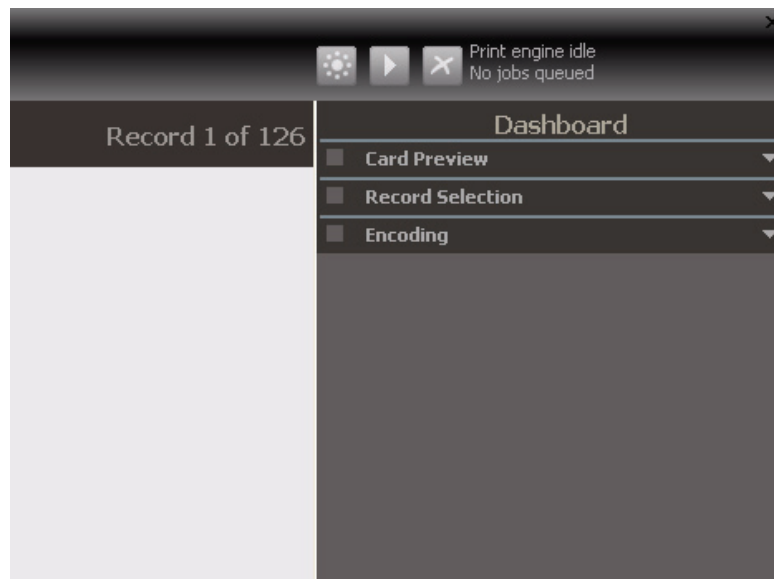 Print engine idle
No jobs queued
Record 1 of 126
Dashboard
Card Preview
Record Selection
Encoding